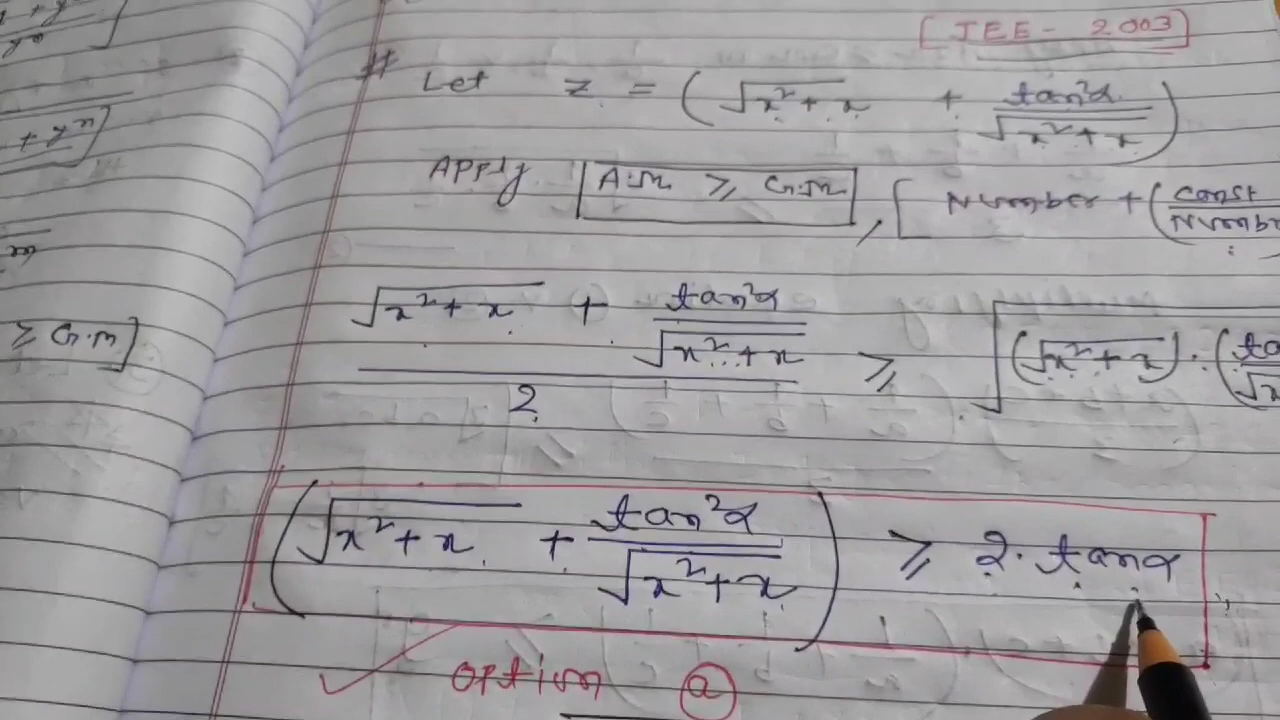 [JEE - 2003]
# Let z = (√(x²+x) + tan²α/√(x²+x))
Apply A.M ≥ G.M, [Number + (Const/Numbe
(√(x²+x) + tan²α/√(x²+x))/2 ≥ √((√(x²+x)).(ta/√x
(√(x²+x) + tan²α/√(x²+x)) ≥ 2.tanα
≥ G.M]
option ⓐ